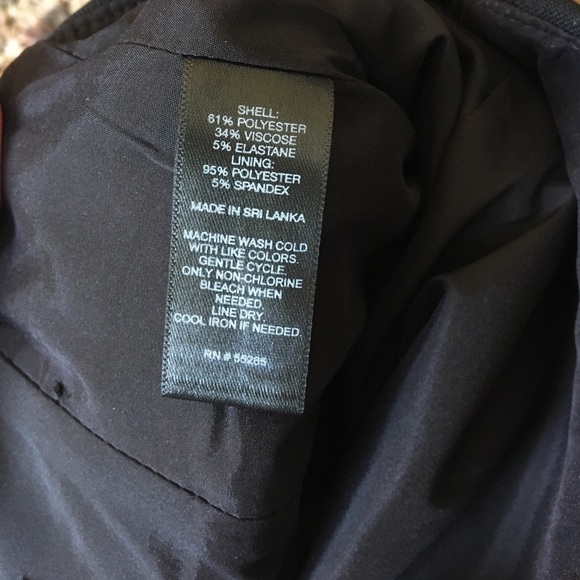 SHELL:
61% POLYESTER
34% VISCOSE
5% ELASTANE
LINING:
95% POLYESTER
5% SPANDEX
MADE IN SRI LANKA
MACHINE WASH COLD
WITH LIKE COLORS.
GENTLE CYCLE.
ONLY NON-CHLORINE
BLEACH WHEN
NEEDED.
LINE DRY.
COOL IRON IF NEEDED.
RN # 55285